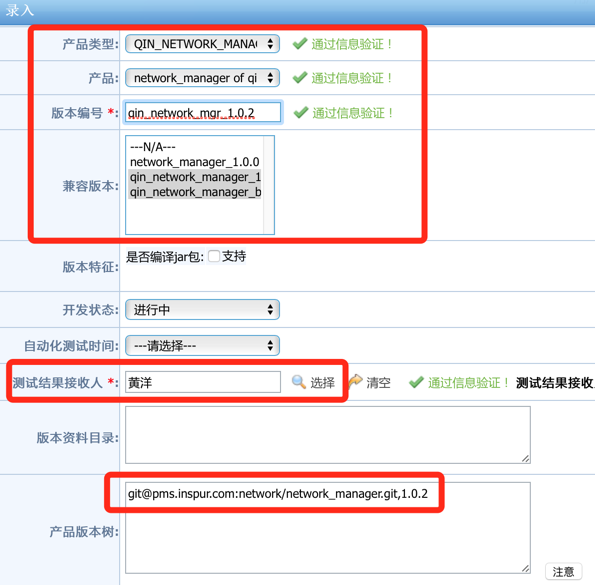 录入
产品类型: QIN_NETWORK_MANA 通过信息验证！
产品: network_manager of qi 通过信息验证！
版本编号 *: qin_network_mgr_1.0.2 通过信息验证！
兼容版本:
---N/A---
network_manager_1.0.0
qin_network_manager_1
qin_network_manager_b
版本特征: 是否编译jar包: 支持
开发状态: 进行中
自动化测试时间: ---请选择---
测试结果接收人 *: 黄洋 选择 清空 通过信息验证！ 测试结果接收
版本资料目录:
产品版本树: git@pms.inspur.com:network/network_manager.git,1.0.2
注意